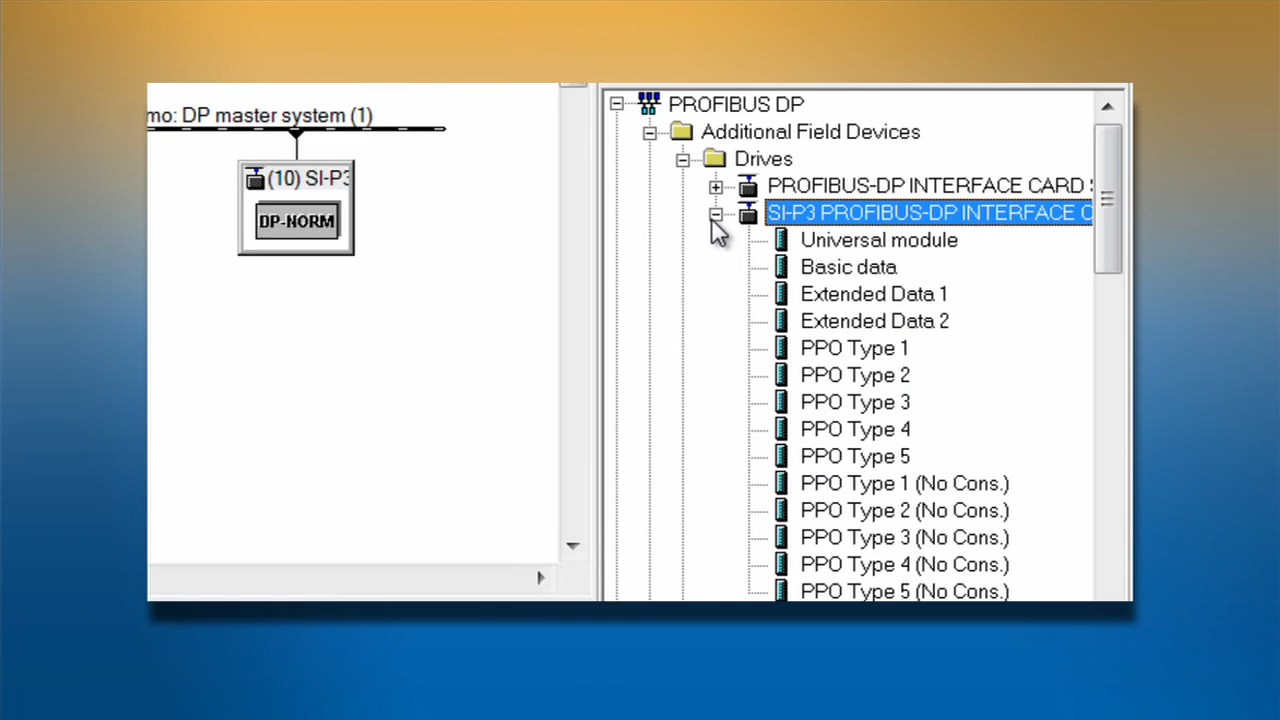 mo: DP master system (1)
(10) SI-P3
DP-NORM
PROFIBUS DP
Additional Field Devices
Drives
PROFIBUS-DP INTERFACE CARD
SI-P3 PROFIBUS-DP INTERFACE C
Universal module
Basic data
Extended Data 1
Extended Data 2
PPO Type 1
PPO Type 2
PPO Type 3
PPO Type 4
PPO Type 5
PPO Type 1 (No Cons.)
PPO Type 2 (No Cons.)
PPO Type 3 (No Cons.)
PPO Type 4 (No Cons.)
PPO Type 5 (No Cons.)